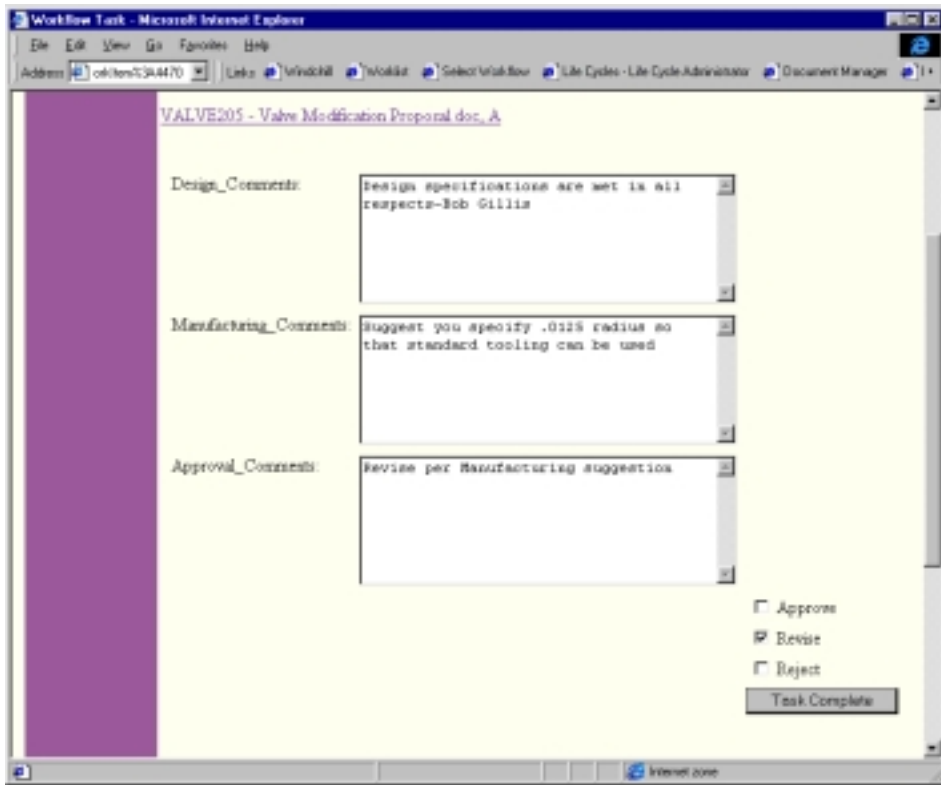 Workflow Task - Microsoft Internet Explorer
File Edit View Go Favorites Help
Address orkItem%3A4470 Links Windchill Worklist Select Workflow Life Cycles - Life Cycle Administrator Document Manager
VALVE205 - Valve Modification Proposal doc, A
Design_Comments:
Design specifications are met in all
respects-Bob Gillis
Manufacturing_Comments:
Suggest you specify .0125 radius so
that standard tooling can be used
Approval_Comments:
Revise per Manufacturing suggestion
Approve
Revise
Reject
Task Complete
Internet zone